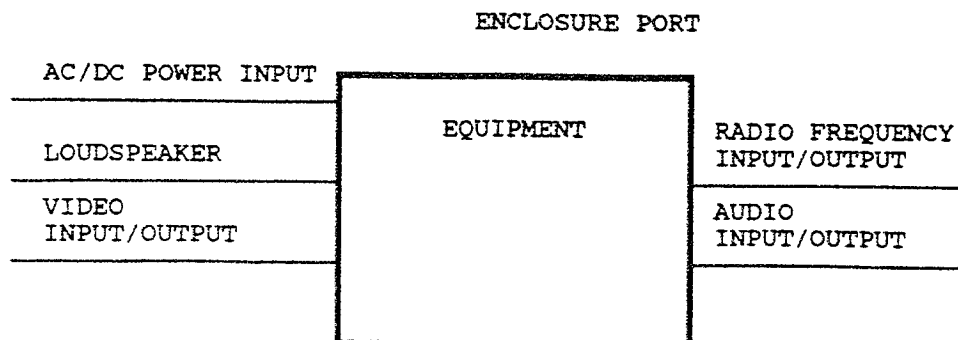 ENCLOSURE PORT
AC/DC POWER INPUT
EQUIPMENT
LOUDSPEAKER
RADIO FREQUENCY
INPUT/OUTPUT
VIDEO
INPUT/OUTPUT
AUDIO
INPUT/OUTPUT